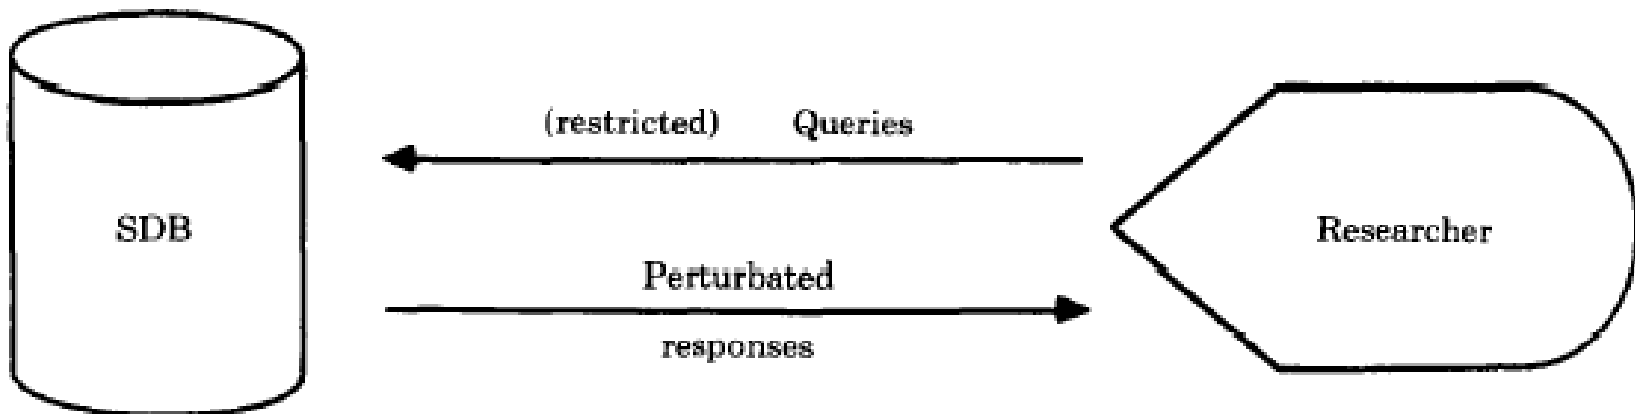 (restricted) Queries
SDB
Researcher
Perturbated
responses